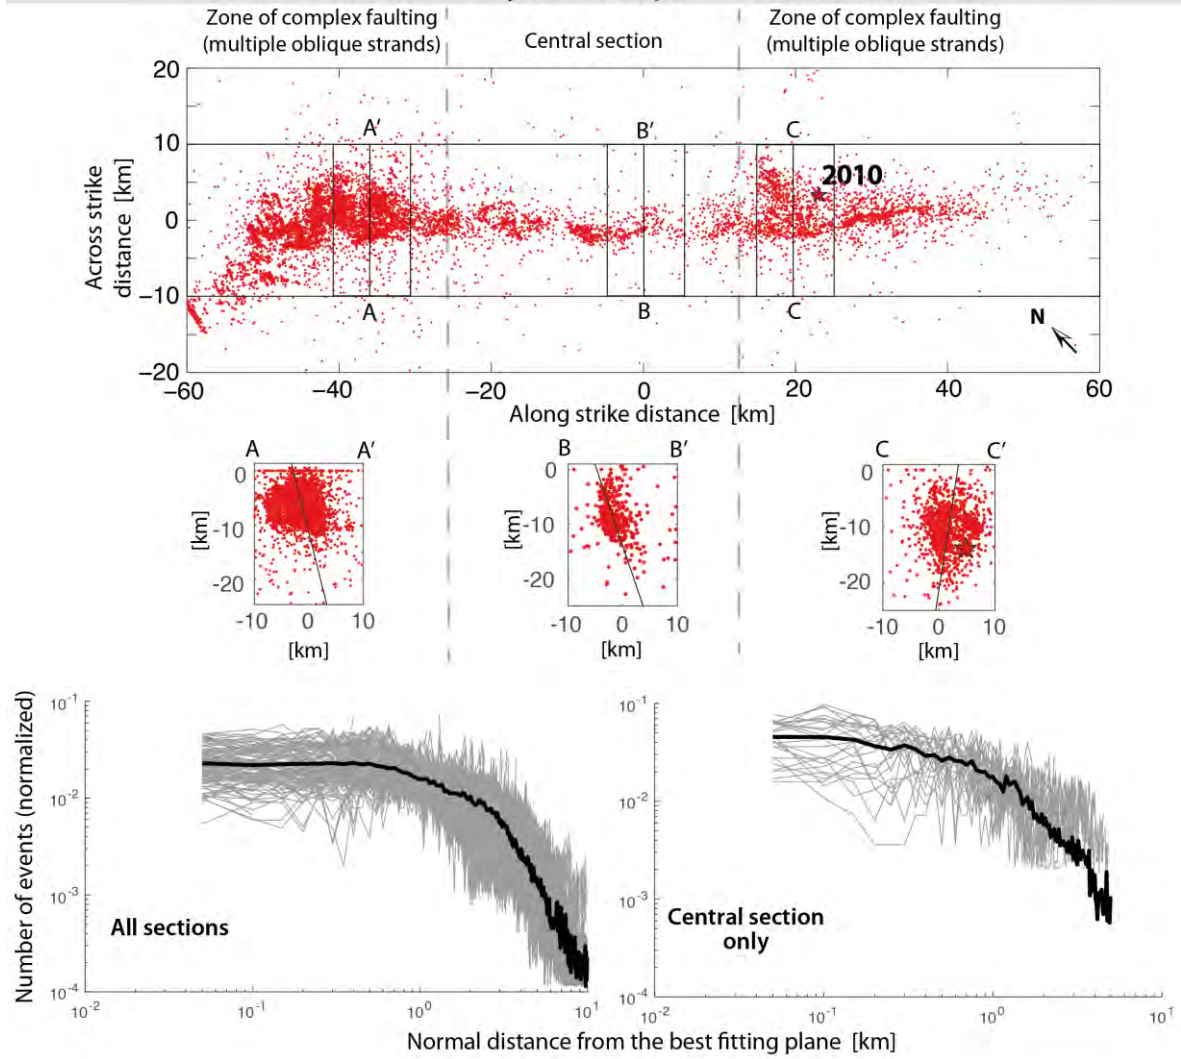 Zone of complex faulting
(multiple oblique strands)
Central section
Zone of complex faulting
(multiple oblique strands)
20
10
0
−10
−20
Across strike
distance [km]
A′
B′
C
2010
A
B
C
N
−60
−40
−20
0
20
40
60
Along strike distance [km]
A
A′
0
-10
-20
[km]
-10
0
10
[km]
B
B′
0
-10
-20
[km]
-10
0
10
[km]
C
C′
0
-10
-20
[km]
-10
0
10
[km]
Number of events (normalized)
10-1
10-2
10-3
10-4
All sections
10-2
10-1
100
101
10-1
10-2
10-3
10-4
Central section
only
10-2
10-1
100
101
Normal distance from the best fitting plane [km]